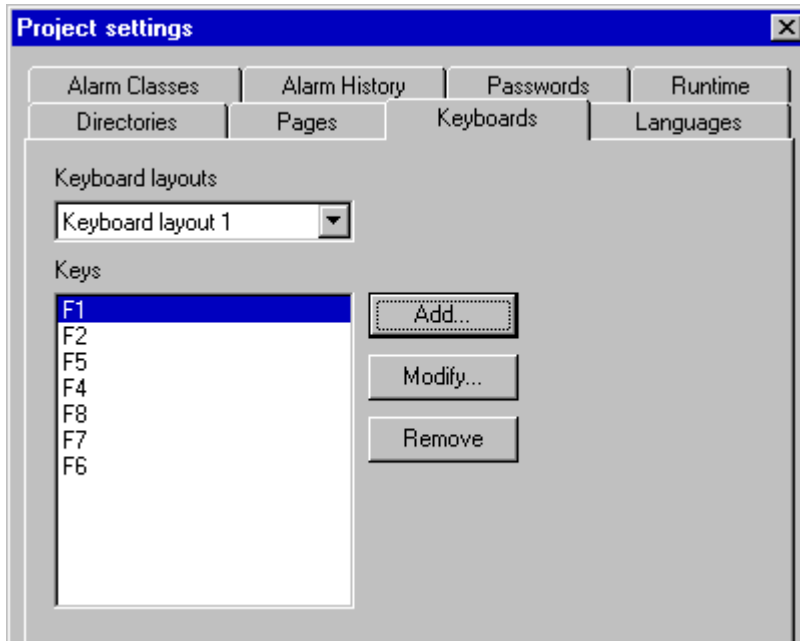 Project settings
Alarm Classes Alarm History Passwords Runtime
Directories Pages Keyboards Languages
Keyboard layouts
Keyboard layout 1
Keys
F1
Add...
F2
F5
Modify...
F4
F8
Remove
F7
F6